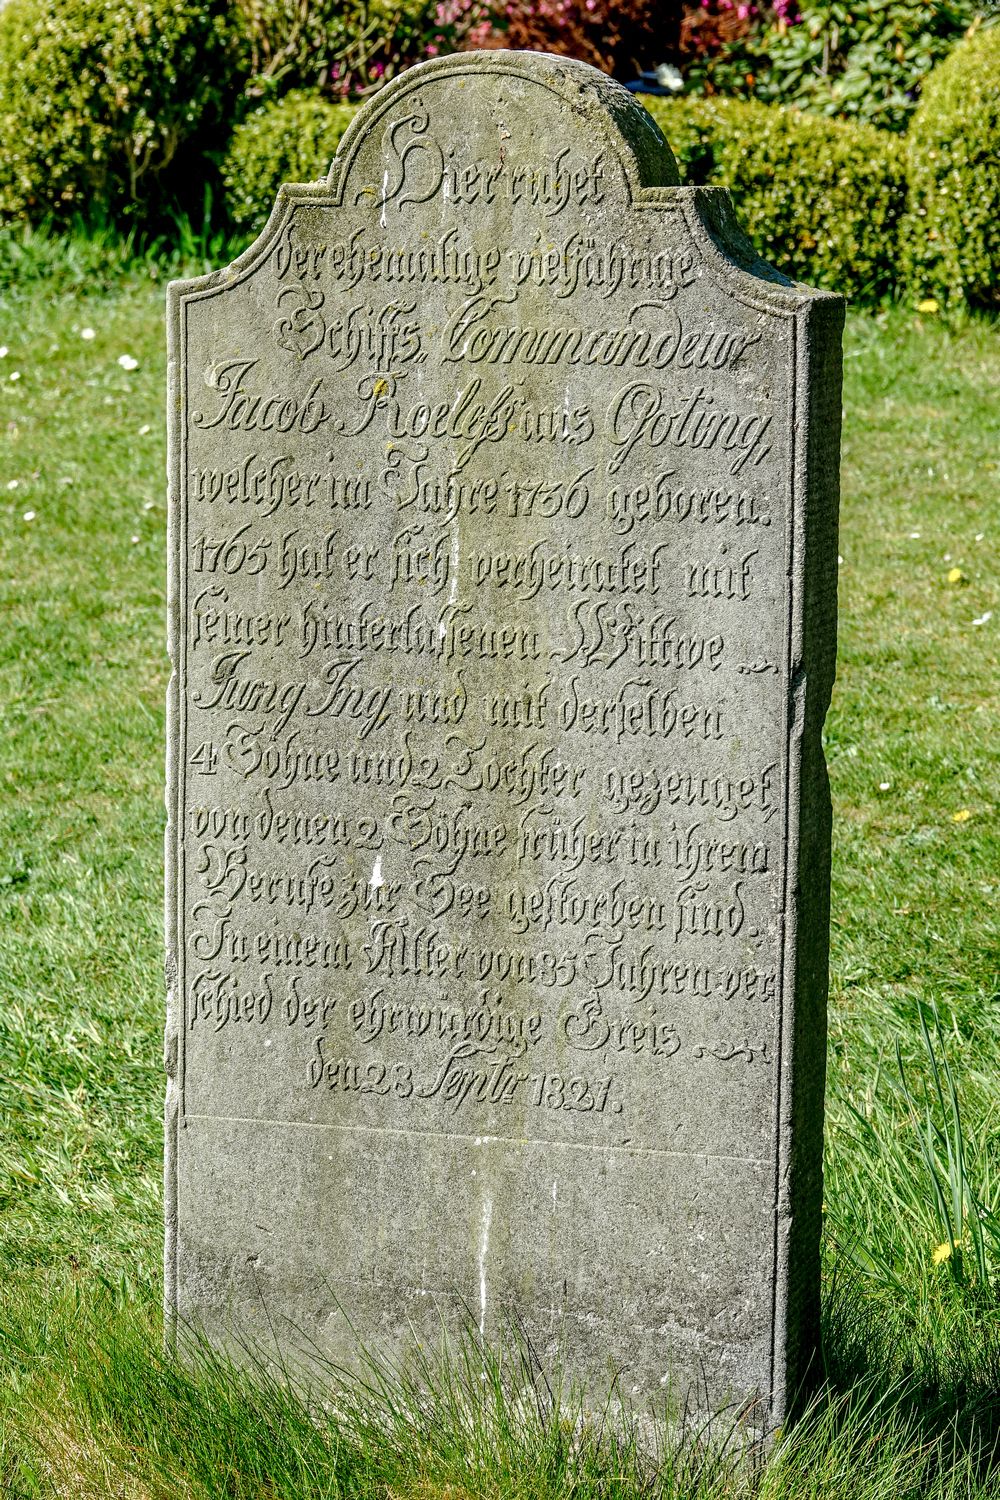 Hier ruhet
der ehemalige vieljährige
Schiffs. Commandeur
Jacob Roelefs aus Goting,
welcher im Jahre 1736 geboren.
1765 hat er sich verheiratet mit
seiner hinterlassenen Wittwe
Jung Ing und mit derselben
4 Söhne und 2 Töchter gezeuget,
von denen 2 Söhne früher in ihrem
Berufe zur See gestorben sind.
In einem Alter von 85 Jahren ver
schied der ehrwürdige Greis
den 28 Septr 1821.